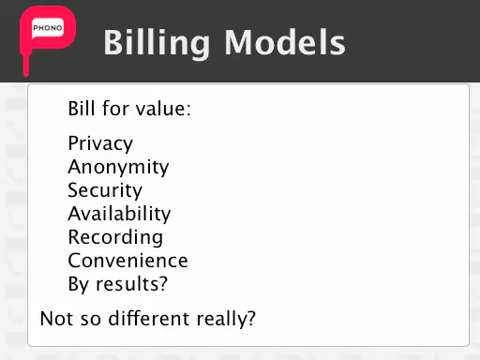 PHONO
Billing Models
Bill for value:
Privacy
Anonymity
Security
Availability
Recording
Convenience
By results?
Not so different really?